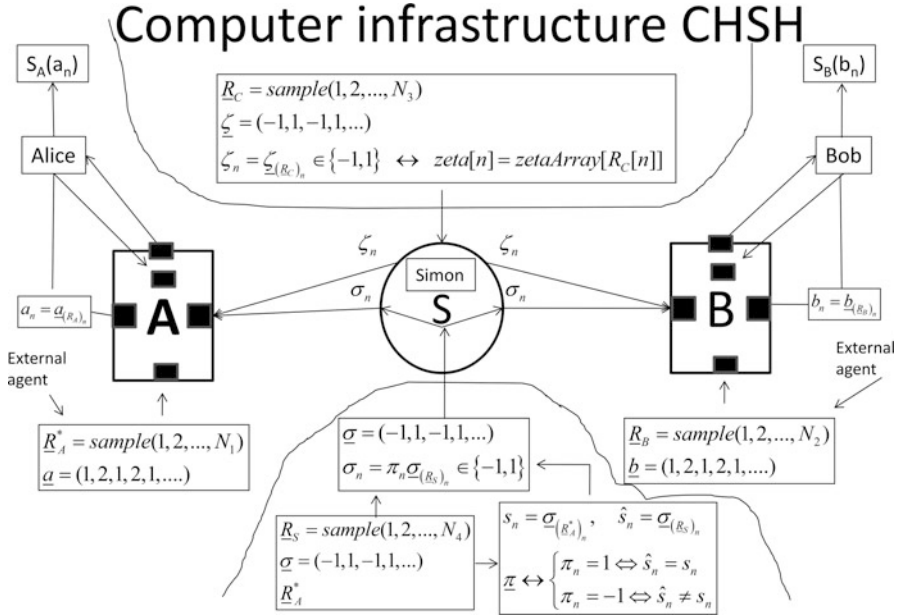 Computer infrastructure CHSH
S_A(a_n)
S_B(b_n)
R_C = sample(1,2,...,N_3)
ζ = (−1,1,−1,1,...)
ζ_n = ζ_{(R_C)_n} ∈ {−1,1} ↔ zeta[n] = zetaArray[R_C[n]]
Alice
Bob
ζ_n
ζ_n
Simon
σ_n
S
σ_n
A
B
a_n = a_{(R_A)_n}
b_n = b_{(R_B)_n}
External
agent
External
agent
R*_A = sample(1,2,...,N_1)
a = (1,2,1,2,1,....)
σ = (−1,1,−1,1,...)
σ_n = π_n σ_{(R_S)_n} ∈ {−1,1}
R_B = sample(1,2,...,N_2)
b = (1,2,1,2,1,....)
R_S = sample(1,2,...,N_4)
σ = (−1,1,−1,1,...)
R*_A
s_n = σ_{(R*_A)_n}, ŝ_n = σ_{(R_S)_n}
π ↔ { π_n = 1 ⇔ ŝ_n = s_n
π_n = −1 ⇔ ŝ_n ≠ s_n